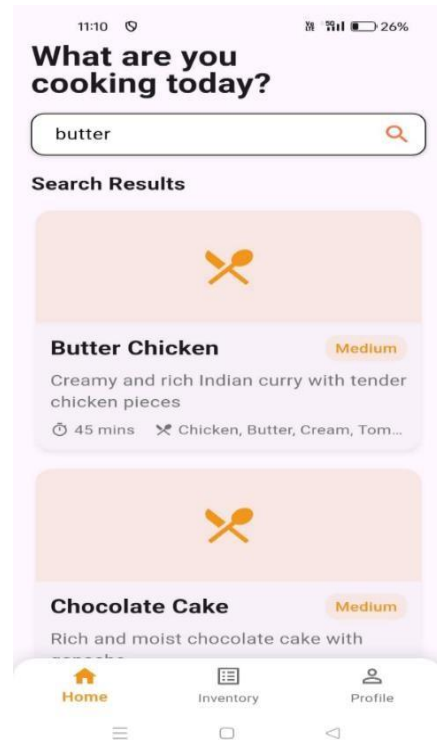 11:10
26%
What are you
cooking today?
butter
Search Results
Butter Chicken
Medium
Creamy and rich Indian curry with tender
chicken pieces
45 mins
Chicken, Butter, Cream, Tom...
Chocolate Cake
Medium
Rich and moist chocolate cake with
Home
Inventory
Profile